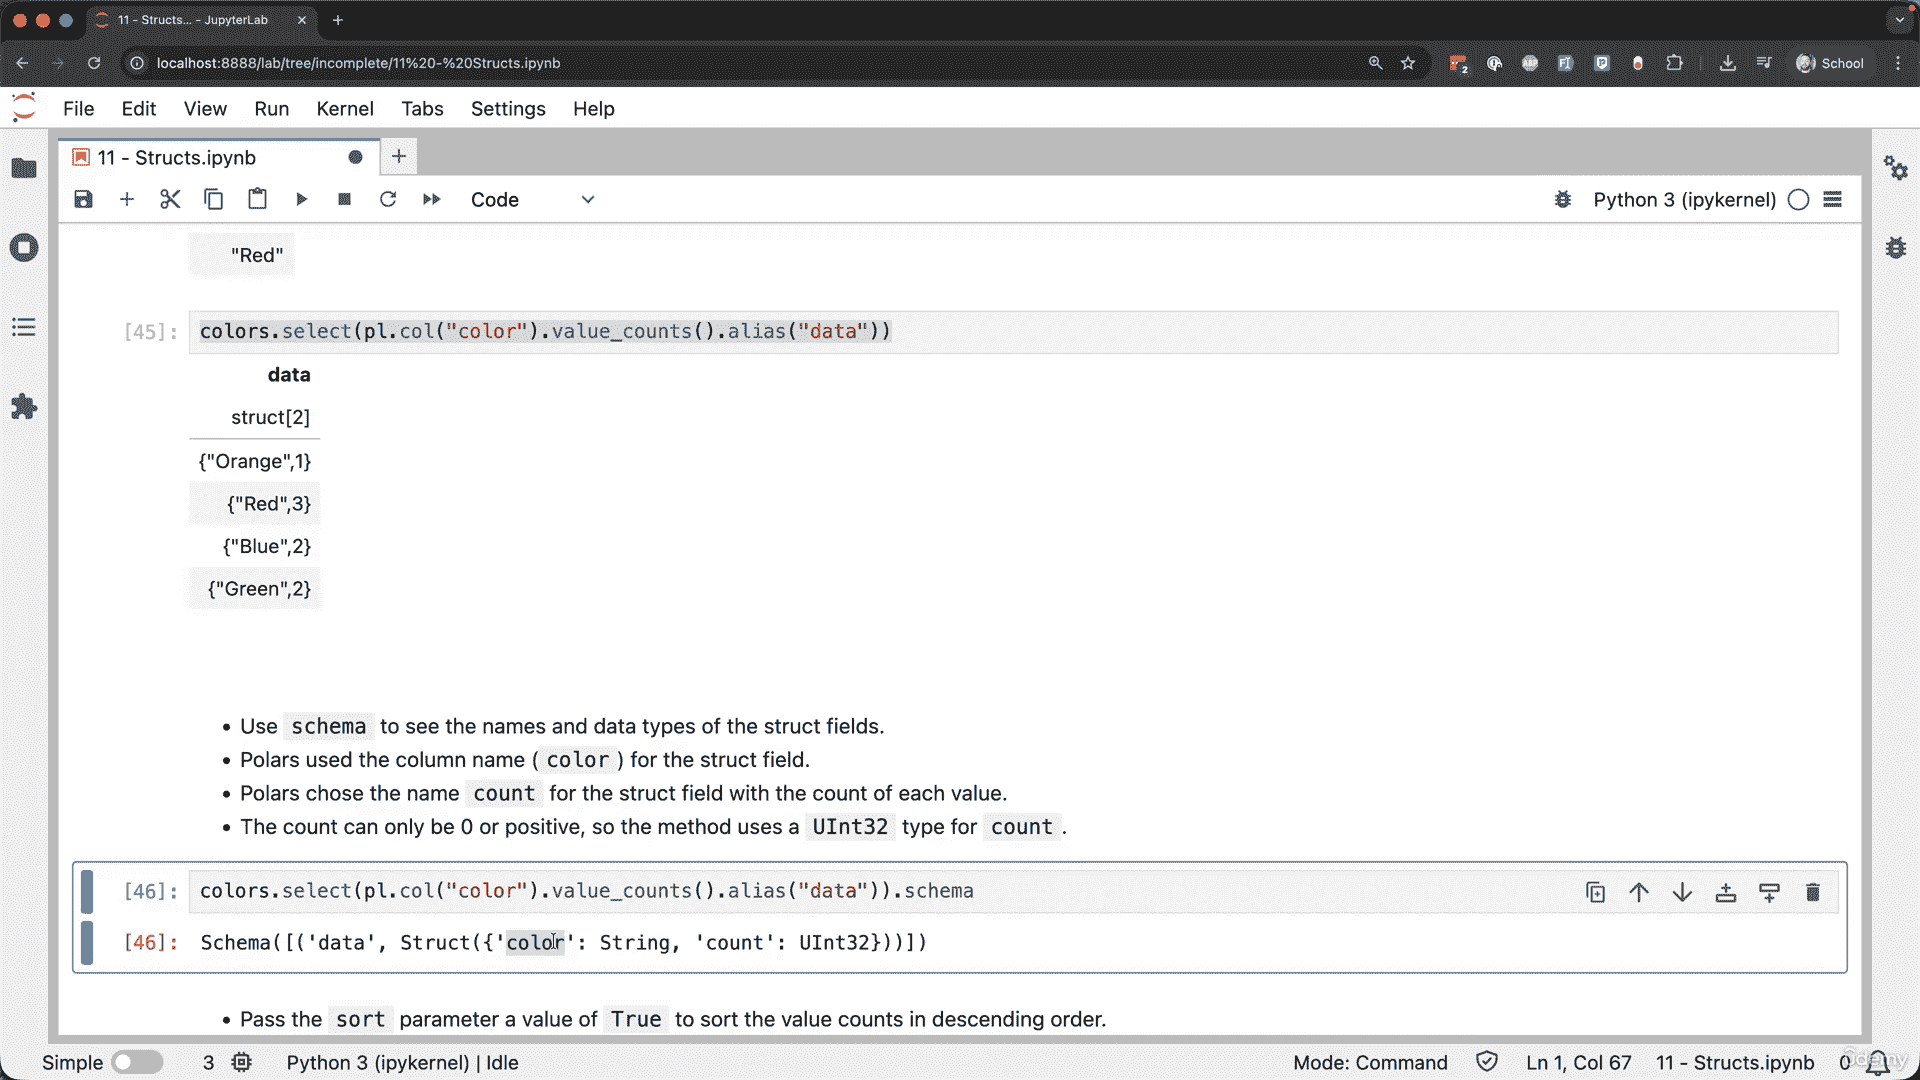 11 - Structs... - JupyterLab
localhost:8888/lab/tree/incomplete/11%20-%20Structs.ipynb
2
ABP
School
File Edit View Run Kernel Tabs Settings Help
11 - Structs.ipynb
Code
Python 3 (ipykernel)
"Red"
[45]: colors.select(pl.col("color").value_counts().alias("data"))
data
struct[2]
{"Orange",1}
{"Red",3}
{"Blue",2}
{"Green",2}
• Use schema to see the names and data types of the struct fields.
• Polars used the column name ( color ) for the struct field.
• Polars chose the name count for the struct field with the count of each value.
• The count can only be 0 or positive, so the method uses a UInt32 type for count .
[46]: colors.select(pl.col("color").value_counts().alias("data")).schema
[46]: Schema([('data', Struct({'color': String, 'count': UInt32}))])
• Pass the sort parameter a value of True to sort the value counts in descending order.
Simple 3 Python 3 (ipykernel) | Idle Mode: Command Ln 1, Col 67 11 - Structs.ipynb 0
Udemy